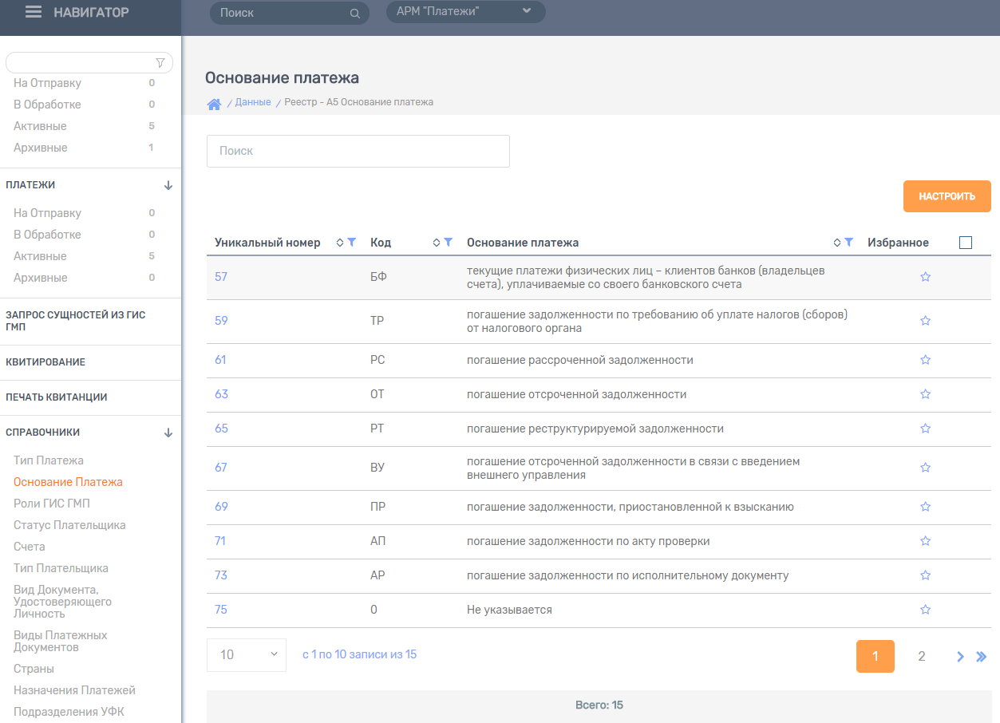 НАВИГАТОР
Поиск
АРМ "Платежи"
На Отправку 0
В Обработке 0
Активные 5
Архивные 1
ПЛАТЕЖИ
На Отправку 0
В Обработке 0
Активные 5
Архивные 0
ЗАПРОС СУЩНОСТЕЙ ИЗ ГИС
ГМП
КВИТИРОВАНИЕ
ПЕЧАТЬ КВИТАНЦИИ
СПРАВОЧНИКИ
Тип Платежа
Основание Платежа
Роли ГИС ГМП
Статус Плательщика
Счета
Тип Плательщика
Вид Документа,
Удостоверяющего
Личность
Виды Платежных
Документов
Страны
Назначения Платежей
Подразделения УФК
Основание платежа
/ Данные / Реестр - А5 Основание платежа
Поиск
НАСТРОИТЬ
Уникальный номер Код Основание платежа Избранное
57 БФ текущие платежи физических лиц – клиентов банков (владельцев
счета), уплачиваемые со своего банковского счета
59 ТР погашение задолженности по требованию об уплате налогов (сборов)
от налогового органа
61 РС погашение рассроченной задолженности
63 ОТ погашение отсроченной задолженности
65 РТ погашение реструктурируемой задолженности
67 ВУ погашение отсроченной задолженности в связи с введением
внешнего управления
69 ПР погашение задолженности, приостановленной к взысканию
71 АП погашение задолженности по акту проверки
73 АР погашение задолженности по исполнительному документу
75 0 Не указывается
10 с 1 по 10 записи из 15 1 2
Всего: 15